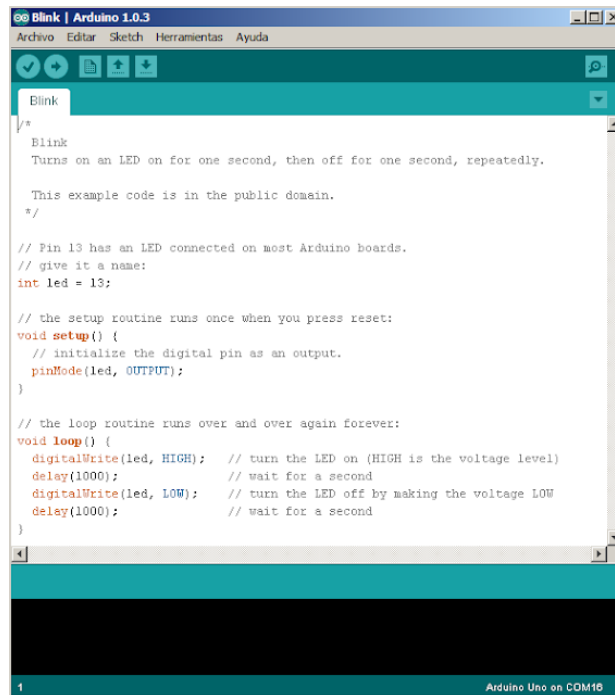 Blink | Arduino 1.0.3
Archivo Editar Sketch Herramientas Ayuda
Blink
/*
  Blink
  Turns on an LED on for one second, then off for one second, repeatedly.

  This example code is in the public domain.
 */

// Pin 13 has an LED connected on most Arduino boards.
// give it a name:
int led = 13;

// the setup routine runs once when you press reset:
void setup() {
  // initialize the digital pin as an output.
  pinMode(led, OUTPUT);
}

// the loop routine runs over and over again forever:
void loop() {
  digitalWrite(led, HIGH);   // turn the LED on (HIGH is the voltage level)
  delay(1000);               // wait for a second
  digitalWrite(led, LOW);    // turn the LED off by making the voltage LOW
  delay(1000);               // wait for a second
}
1 Arduino Uno on COM16